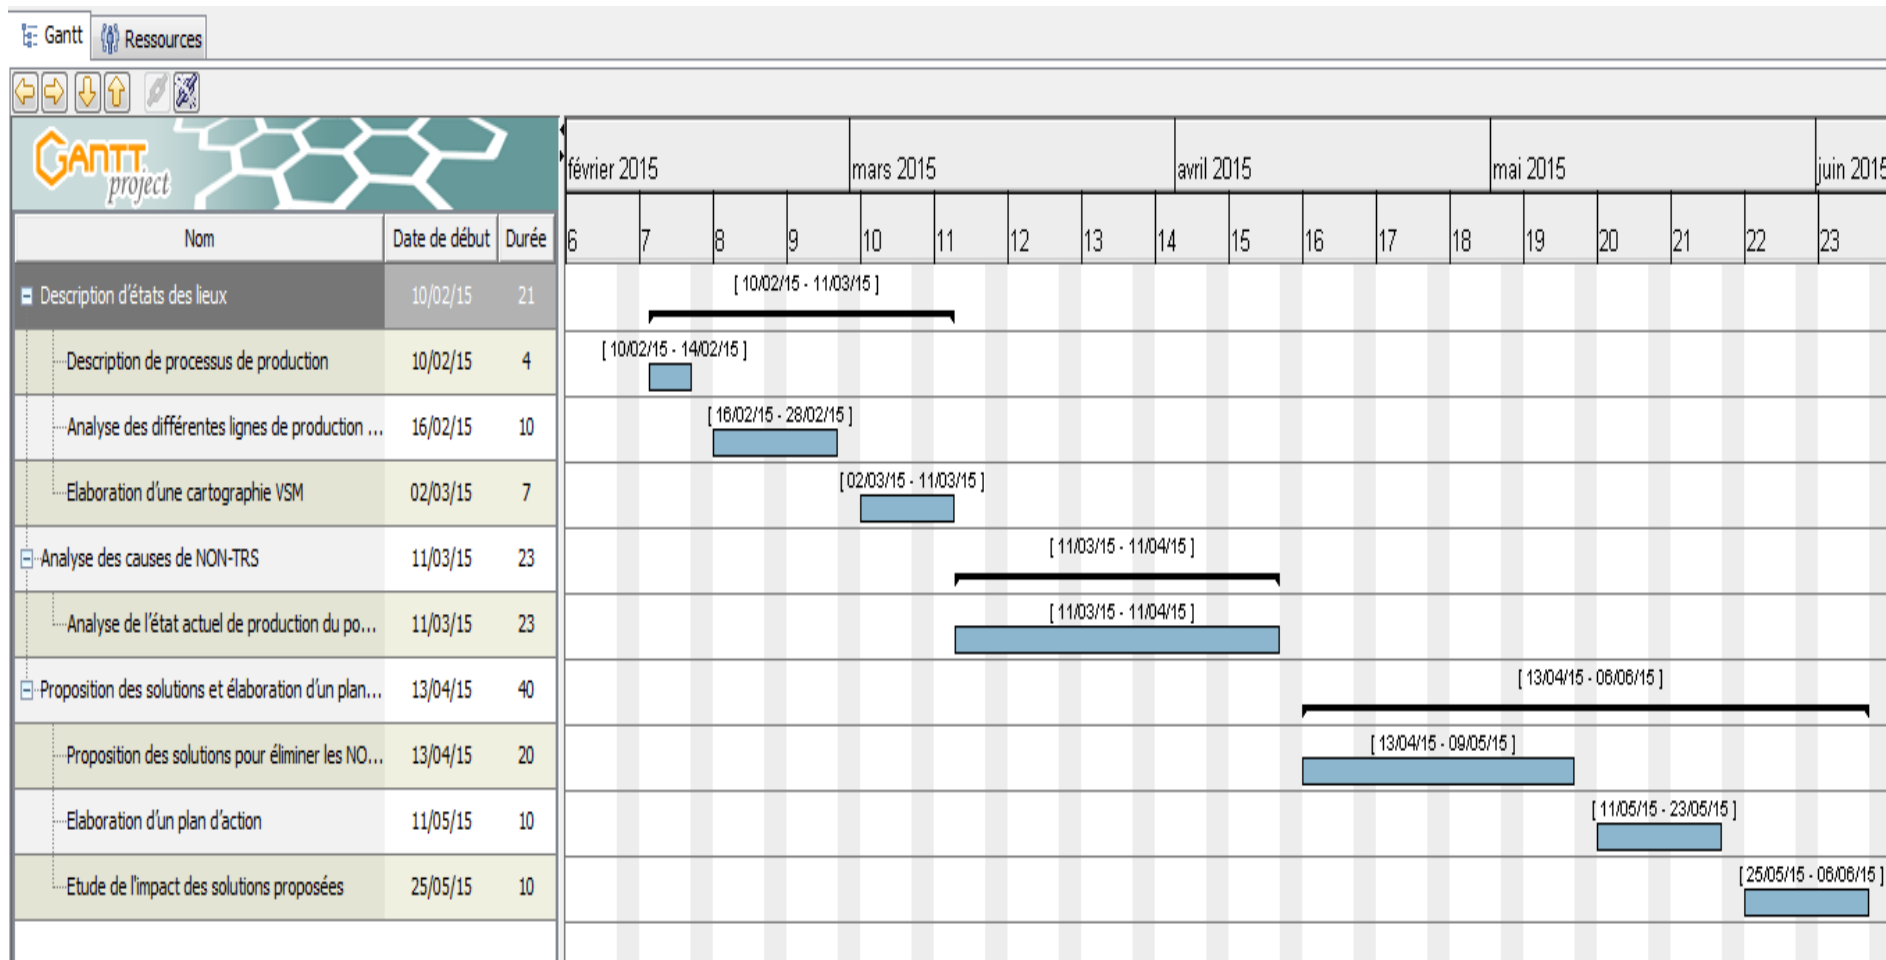 Gantt Ressources
GANTT
project
Nom Date de début Durée
février 2015 mars 2015 avril 2015 mai 2015 juin 2015
6 7 8 9 10 11 12 13 14 15 16 17 18 19 20 21 22 23
Description d'états des lieux 10/02/15 21 [ 10/02/15 - 11/03/15 ]
Description de processus de production 10/02/15 4 [ 10/02/15 - 14/02/15 ]
Analyse des différentes lignes de production ... 16/02/15 10 [ 16/02/15 - 28/02/15 ]
Elaboration d'une cartographie VSM 02/03/15 7 [ 02/03/15 - 11/03/15 ]
Analyse des causes de NON-TRS 11/03/15 23 [ 11/03/15 - 11/04/15 ]
Analyse de l'état actuel de production du po... 11/03/15 23 [ 11/03/15 - 11/04/15 ]
Proposition des solutions et élaboration d'un plan... 13/04/15 40 [ 13/04/15 - 06/06/15 ]
Proposition des solutions pour éliminer les NO... 13/04/15 20 [ 13/04/15 - 09/05/15 ]
Elaboration d'un plan d'action 11/05/15 10 [ 11/05/15 - 23/05/15 ]
Etude de l'impact des solutions proposées 25/05/15 10 [ 25/05/15 - 06/06/15 ]